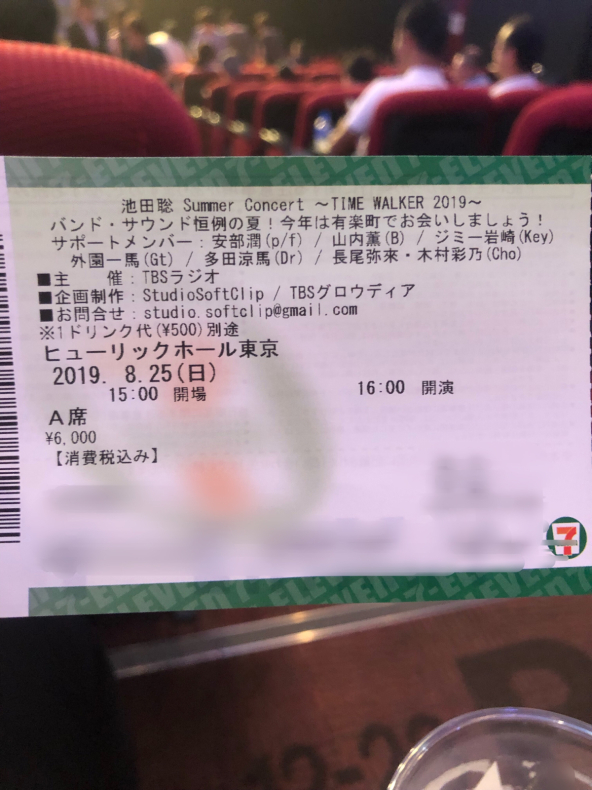 池田聡 Summer Concert ～TIME WALKER 2019～
バンド・サウンド恒例の夏！今年は有楽町でお会いしましょう！
サポートメンバー：安部潤(p/f) / 山内薫(B) / ジミー岩崎(Key)
外園一馬(Gt) / 多田涼馬(Dr) / 長尾弥來・木村彩乃(Cho)
■主　　催：TBSラジオ
■企画制作：StudioSoftClip / TBSグロウディア
■お問合せ：studio.softclip@gmail.com
※1ドリンク代(¥500)別途
ヒューリックホール東京
2019. 8.25(日)
15:00 開場　16:00 開演
A席
¥6,000
【消費税込み】
7-ELEVEN